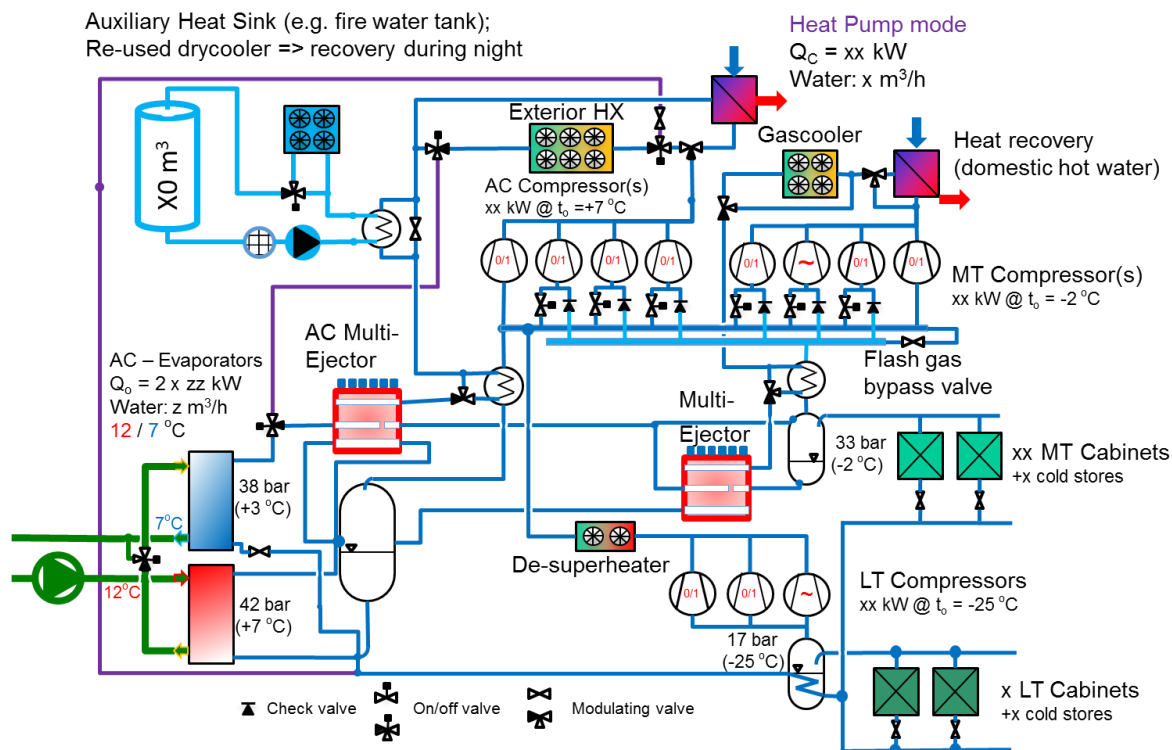 Auxiliary Heat Sink (e.g. fire water tank);
Re-used drycooler => recovery during night
Heat Pump mode
Q_C = xx kW
Water: x m³/h
X0 m³
Exterior HX
Gascooler
Heat recovery
(domestic hot water)
AC Compressor(s)
xx kW @ t_o =+7 °C
0/1
0/1
0/1
0/1
0/1
~
0/1
0/1
MT Compressor(s)
xx kW @ t_o = -2 °C
AC Multi-
Ejector
Flash gas
bypass valve
AC – Evaporators
Q_o = 2 x zz kW
Water: z m³/h
12 / 7 °C
Multi-
Ejector
33 bar
(-2 °C)
xx MT Cabinets
+x cold stores
38 bar
(+3 °C)
7°C
De-superheater
12°C
42 bar
(+7 °C)
0/1
0/1
~
LT Compressors
xx kW @ t_o = -25 °C
17 bar
(-25 °C)
x LT Cabinets
+x cold stores
Check valve
On/off valve
Modulating valve